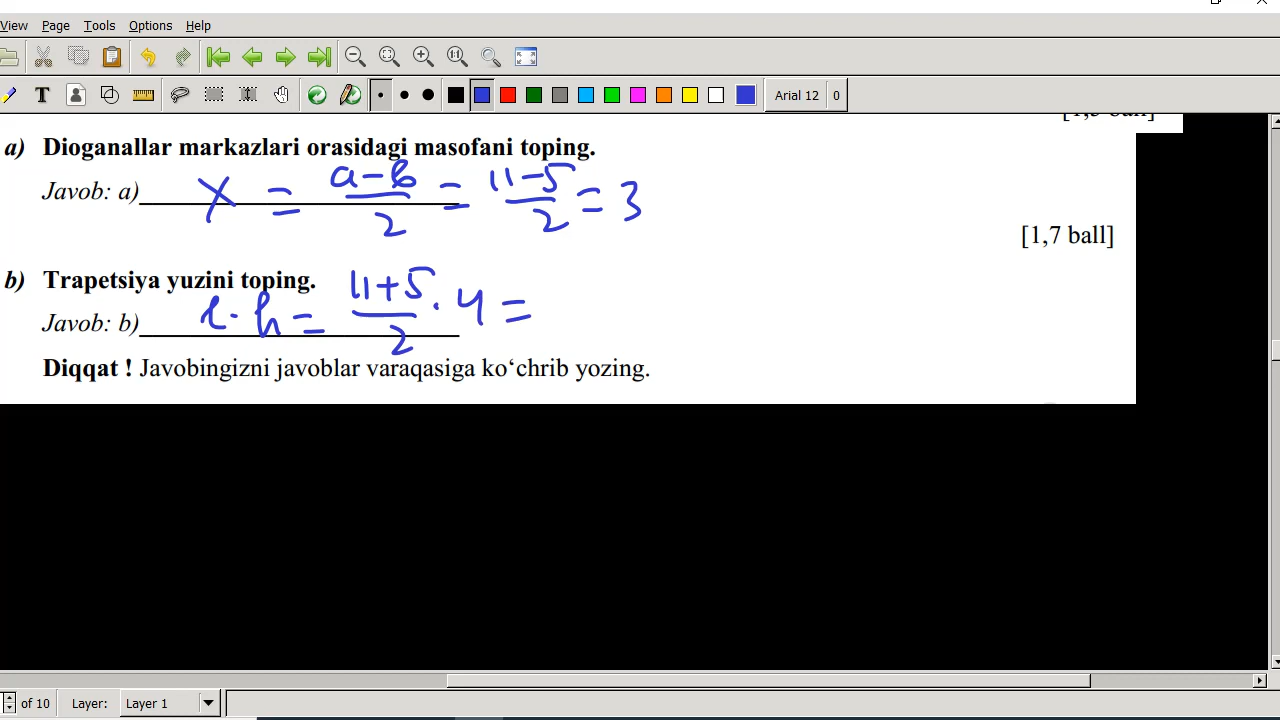 View Page Tools Options Help
T
1:1
Arial 12 0
a) Dioganallar markazlari orasidagi masofani toping.
Javob: a) x = a-b/2 = 11-5/2 = 3
[1,7 ball]
b) Trapetsiya yuzini toping.
Javob: b) l·h = 11+5/2 · 4 =
Diqqat ! Javobingizni javoblar varaqasiga ko‘chrib yozing.
of 10 Layer: Layer 1